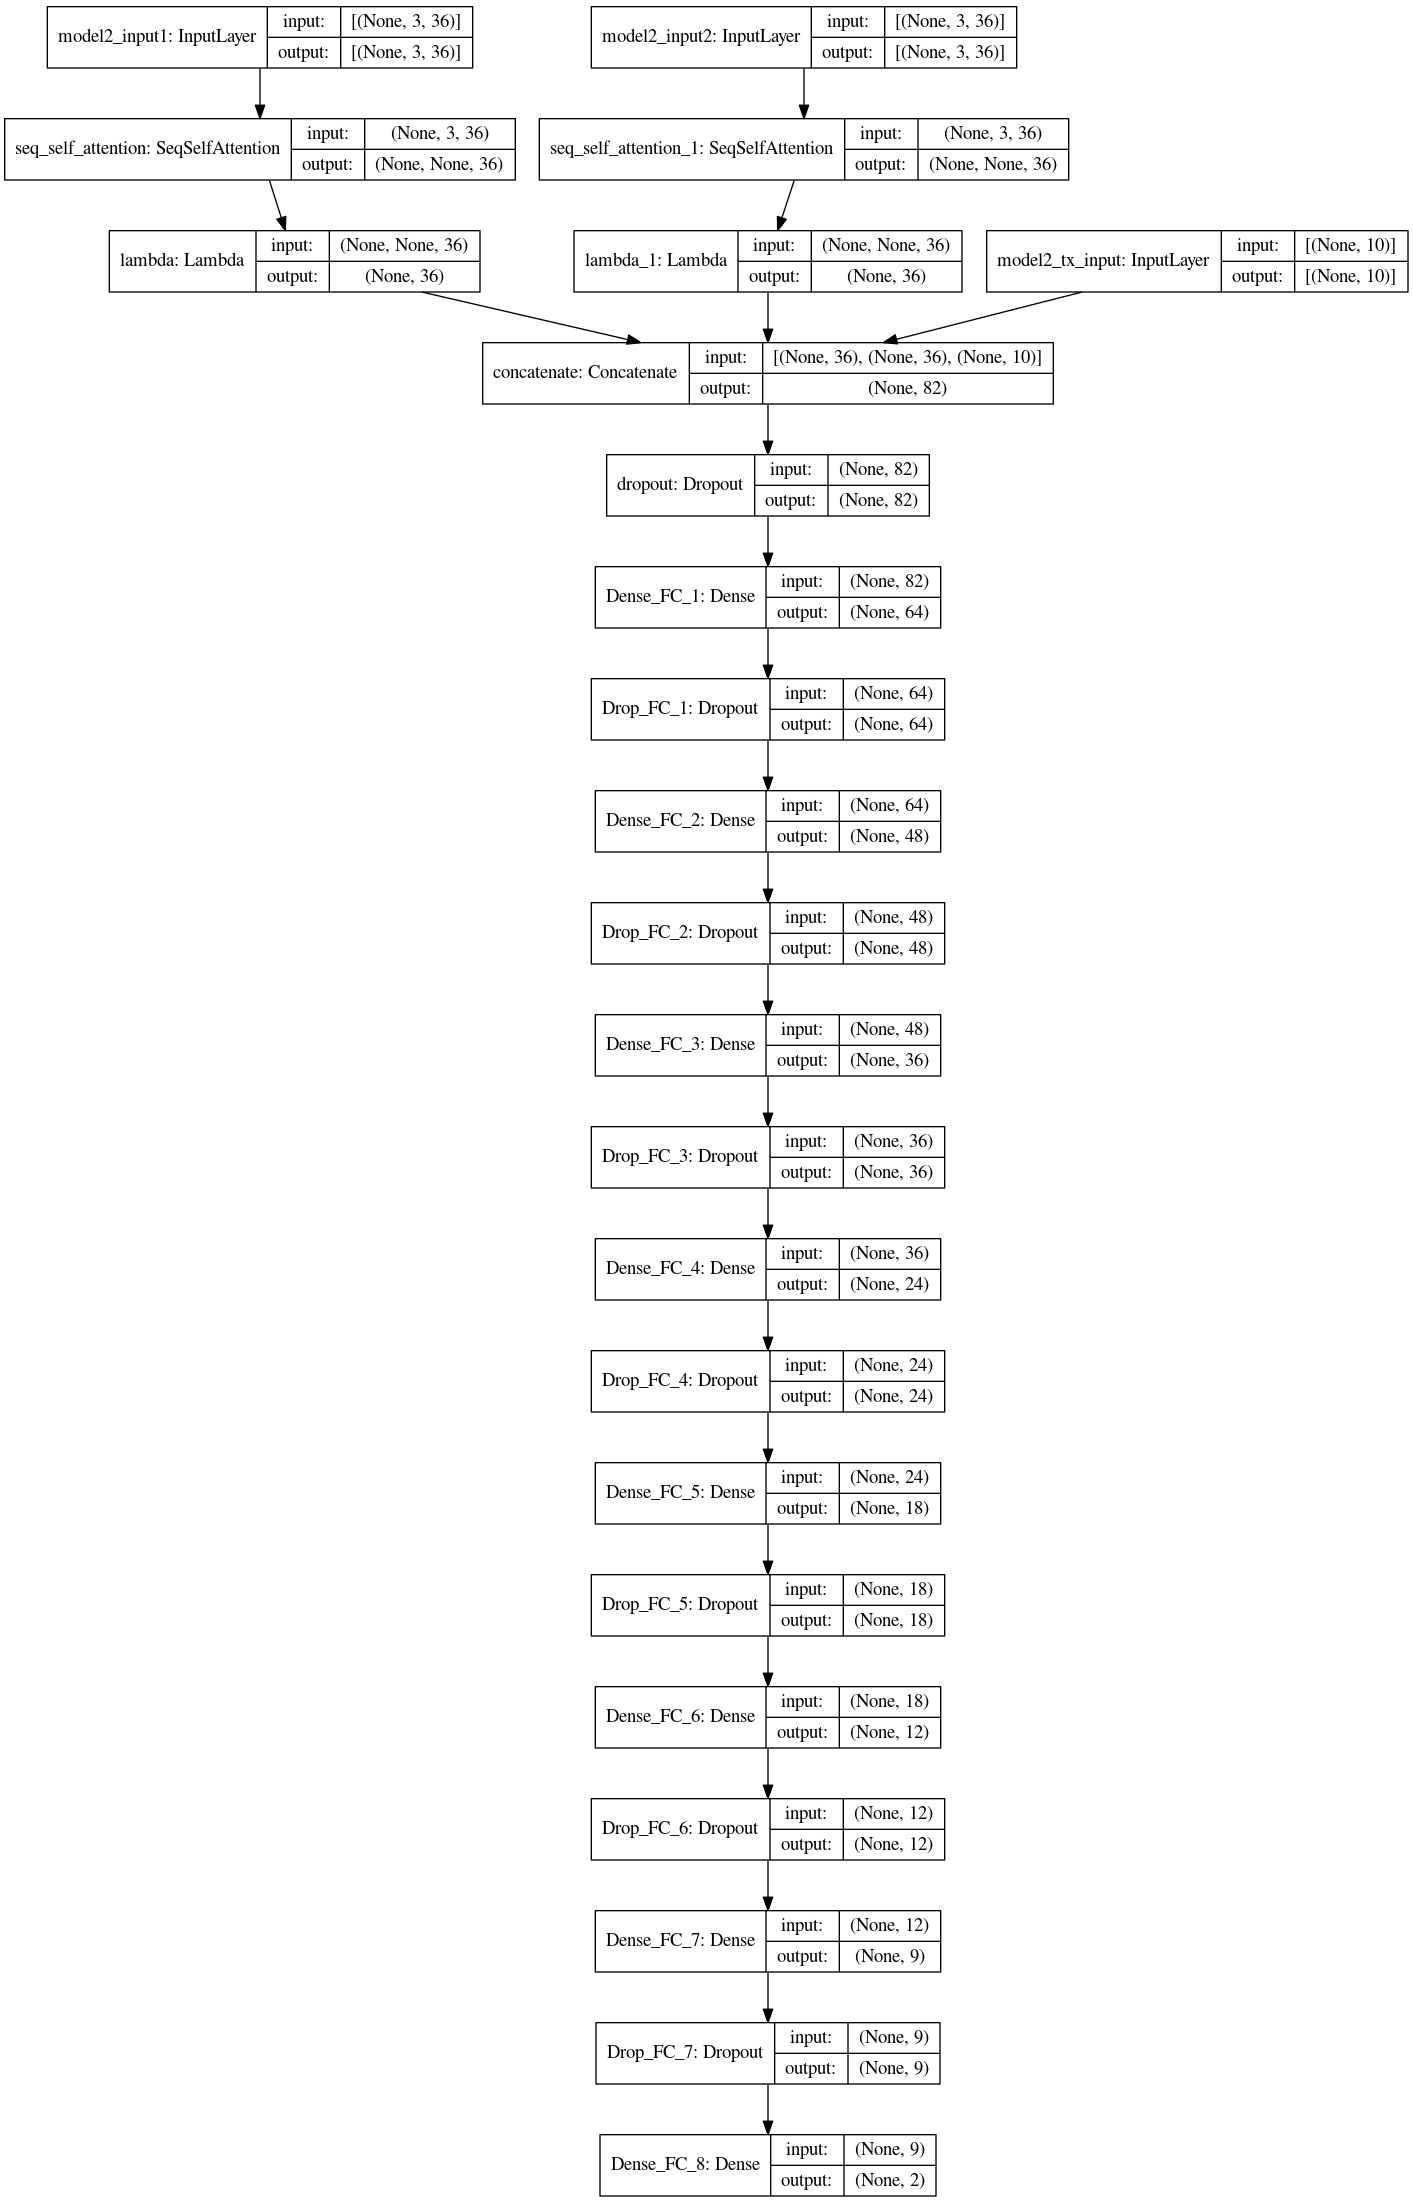 model2_input1: InputLayer
input: [(None, 3, 36)]
output: [(None, 3, 36)]
model2_input2: InputLayer
input: [(None, 3, 36)]
output: [(None, 3, 36)]
seq_self_attention: SeqSelfAttention
input: (None, 3, 36)
output: (None, None, 36)
seq_self_attention_1: SeqSelfAttention
input: (None, 3, 36)
output: (None, None, 36)
lambda: Lambda
input: (None, None, 36)
output: (None, 36)
lambda_1: Lambda
input: (None, None, 36)
output: (None, 36)
model2_tx_input: InputLayer
input: [(None, 10)]
output: [(None, 10)]
concatenate: Concatenate
input: [(None, 36), (None, 36), (None, 10)]
output: (None, 82)
dropout: Dropout
input: (None, 82)
output: (None, 82)
Dense_FC_1: Dense
input: (None, 82)
output: (None, 64)
Drop_FC_1: Dropout
input: (None, 64)
output: (None, 64)
Dense_FC_2: Dense
input: (None, 64)
output: (None, 48)
Drop_FC_2: Dropout
input: (None, 48)
output: (None, 48)
Dense_FC_3: Dense
input: (None, 48)
output: (None, 36)
Drop_FC_3: Dropout
input: (None, 36)
output: (None, 36)
Dense_FC_4: Dense
input: (None, 36)
output: (None, 24)
Drop_FC_4: Dropout
input: (None, 24)
output: (None, 24)
Dense_FC_5: Dense
input: (None, 24)
output: (None, 18)
Drop_FC_5: Dropout
input: (None, 18)
output: (None, 18)
Dense_FC_6: Dense
input: (None, 18)
output: (None, 12)
Drop_FC_6: Dropout
input: (None, 12)
output: (None, 12)
Dense_FC_7: Dense
input: (None, 12)
output: (None, 9)
Drop_FC_7: Dropout
input: (None, 9)
output: (None, 9)
Dense_FC_8: Dense
input: (None, 9)
output: (None, 2)